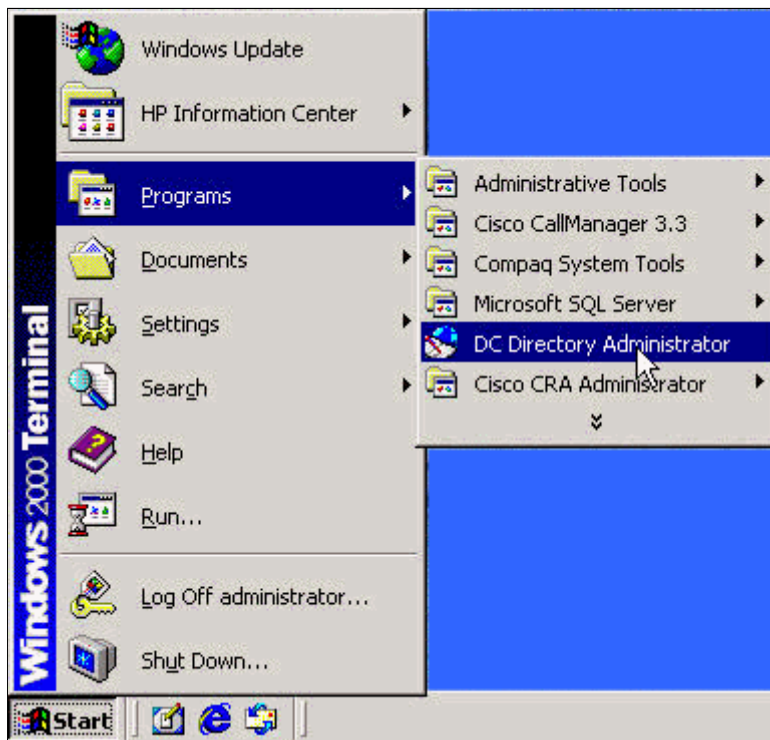 Windows Update
HP Information Center
Programs
Documents
Settings
Search
Help
Run...
Log Off administrator...
Shut Down...
Windows 2000 Terminal
Administrative Tools
Cisco CallManager 3.3
Compaq System Tools
Microsoft SQL Server
DC Directory Administrator
Cisco CRA Administrator
Start